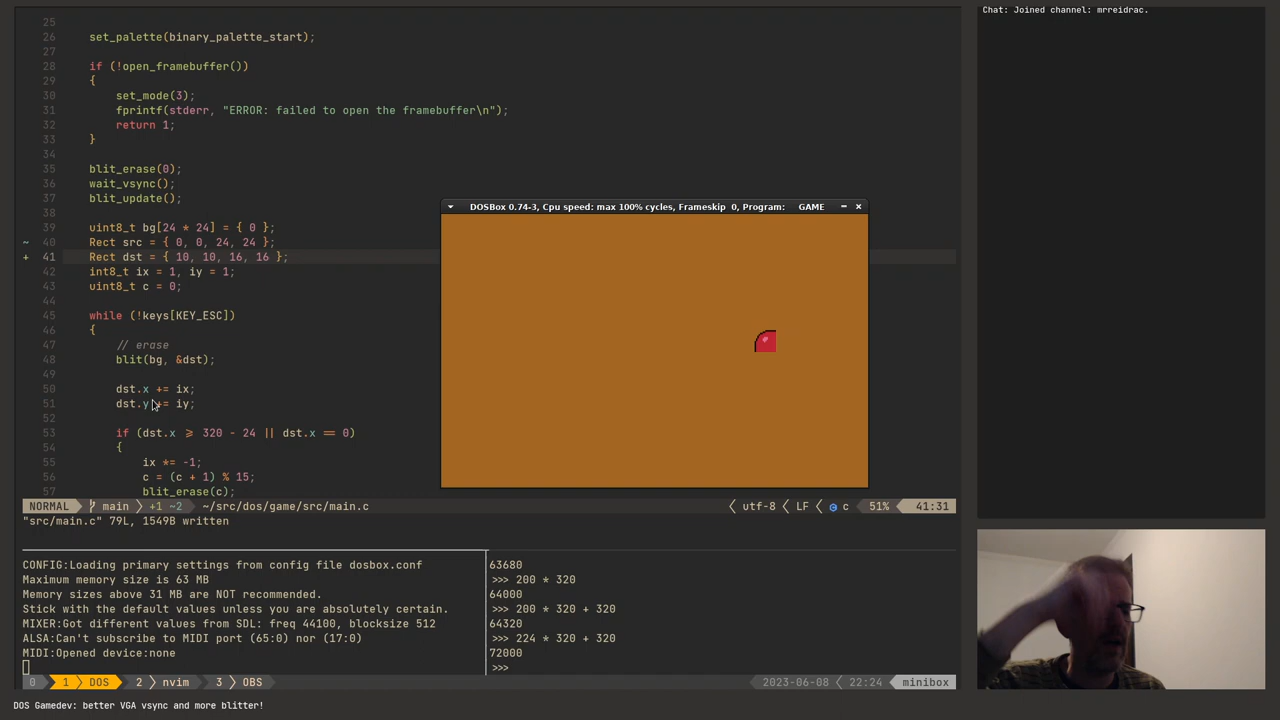 25
26 set_palette(binary_palette_start);
27
28 if (!open_framebuffer())
29 {
30 set_mode(3);
31 fprintf(stderr, "ERROR: failed to open the framebuffer\n");
32 return 1;
33 }
34
35 blit_erase(0);
36 wait_vsync();
37 blit_update();
38
39 uint8_t bg[24 * 24] = { 0 };
~ 40 Rect src = { 0, 0, 24, 24 };
+ 41 Rect dst = { 10, 10, 16, 16 };
42 int8_t ix = 1, iy = 1;
43 uint8_t c = 0;
44
45 while (!keys[KEY_ESC])
46 {
47 // erase
48 blit(bg, &dst);
49
50 dst.x += ix;
51 dst.y += iy;
52
53 if (dst.x ⩾ 320 - 24 || dst.x == 0)
54 {
55 ix *= -1;
56 c = (c + 1) % 15;
57 blit_erase(c);
NORMAL main +1 ~2 ~/src/dos/game/src/main.c utf-8 LF c 51% 41:31
"src/main.c" 79L, 1549B written
DOSBox 0.74-3, Cpu speed: max 100% cycles, Frameskip 0, Program: GAME
CONFIG:Loading primary settings from config file dosbox.conf
Maximum memory size is 63 MB
Memory sizes above 31 MB are NOT recommended.
Stick with the default values unless you are absolutely certain.
MIXER:Got different values from SDL: freq 44100, blocksize 512
ALSA:Can't subscribe to MIDI port (65:0) nor (17:0)
MIDI:Opened device:none
63680
>>> 200 * 320
64000
>>> 200 * 320 + 320
64320
>>> 224 * 320 + 320
72000
>>>
0 1 DOS 2 nvim 3 OBS 2023-06-08 22:24 minibox
DOS Gamedev: better VGA vsync and more blitter!
Chat: Joined channel: mrreidrac.